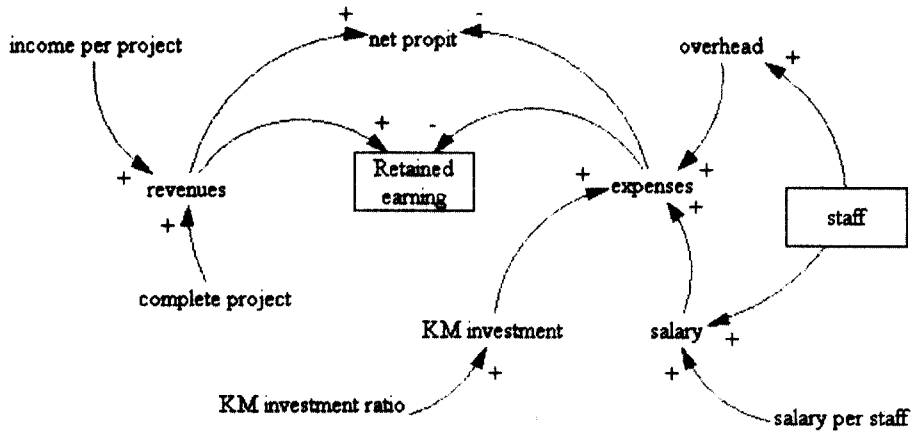 + -
income per project
net propit
overhead
+
+ -
+
revenues
Retained
earning
+
expenses
+
+
+
staff
complete project
KM investment
salary
+
+
+
KM investment ratio
salary per staff